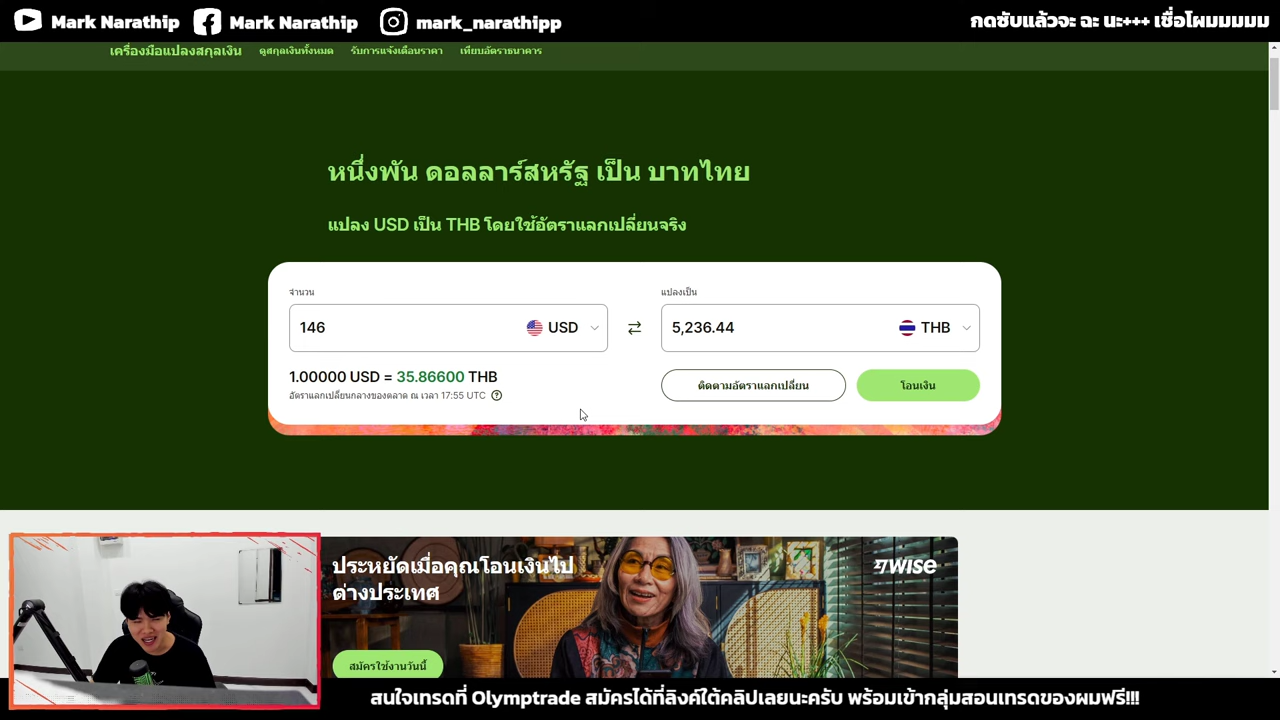 Mark Narathip Mark Narathip mark_narathipp กดซับแล้วจะ ฉะ นะ+++ เชื่อโผมมมมม
เครื่องมือแปลงสกุลเงิน ดูสกุลเงินทั้งหมด รับการแจ้งเตือนราคา เทียบอัตราธนาคาร
หนึ่งพัน ดอลลาร์สหรัฐ เป็น บาทไทย
แปลง USD เป็น THB โดยใช้อัตราแลกเปลี่ยนจริง
จำนวน แปลงเป็น
146 USD 5,236.44 THB
1.00000 USD = 35.86600 THB
อัตราแลกเปลี่ยนกลางของตลาด ณ เวลา 17:55 UTC
ติดตามอัตราแลกเปลี่ยน โอนเงิน
ประหยัดเมื่อคุณโอนเงินไป
ต่างประเทศ
WISE
สมัครใช้งานวันนี้
สนใจเทรดที่ Olymptrade สมัครได้ที่ลิงค์ใต้คลิปเลยนะครับ พร้อมเข้ากลุ่มสอนเทรดของผมฟรี!!!